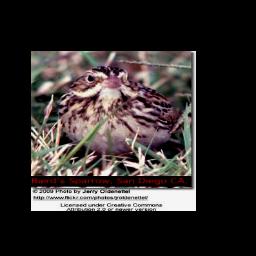 Baird's Sparrow, San Diego CA
© 2009 Photo by Jerry Oldenettel
http://www.flickr.com/photos/jroldenettel/
Licensed under Creative Commons
Attribution 2.0 or newer version